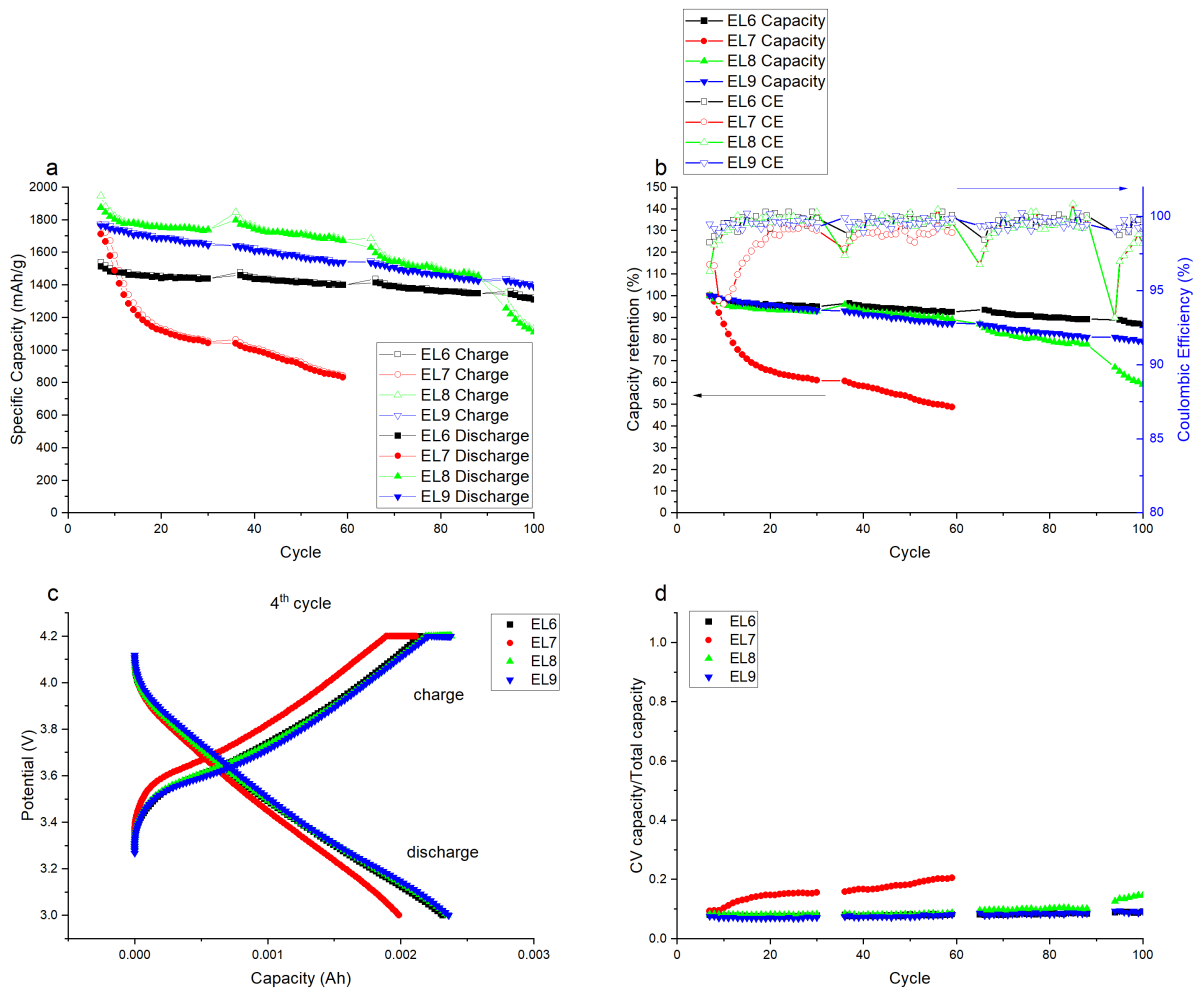 EL6 Capacity
EL7 Capacity
EL8 Capacity
EL9 Capacity
EL6 CE
EL7 CE
EL8 CE
EL9 CE
a
2000
1800
1600
1400
1200
1000
800
600
400
200
0
Specific Capacity (mAh/g)
EL6 Charge
EL7 Charge
EL8 Charge
EL9 Charge
EL6 Discharge
EL7 Discharge
EL8 Discharge
EL9 Discharge
0 20 40 60 80 100
Cycle
b
150
140
130
120
110
100
90
80
70
60
50
40
30
20
10
0
Capacity retention (%)
100
95
90
85
80
Coulombic Efficiency (%)
0 20 40 60 80 100
Cycle
c
4th cycle
EL6
EL7
EL8
EL9
4.2
4.0
3.8
3.6
3.4
3.2
3.0
Potential (V)
charge
discharge
0.000 0.001 0.002 0.003
Capacity (Ah)
d
EL6
EL7
EL8
EL9
1.0
0.8
0.6
0.4
0.2
0.0
CV capacity/Total capacity
0 20 40 60 80 100
Cycle